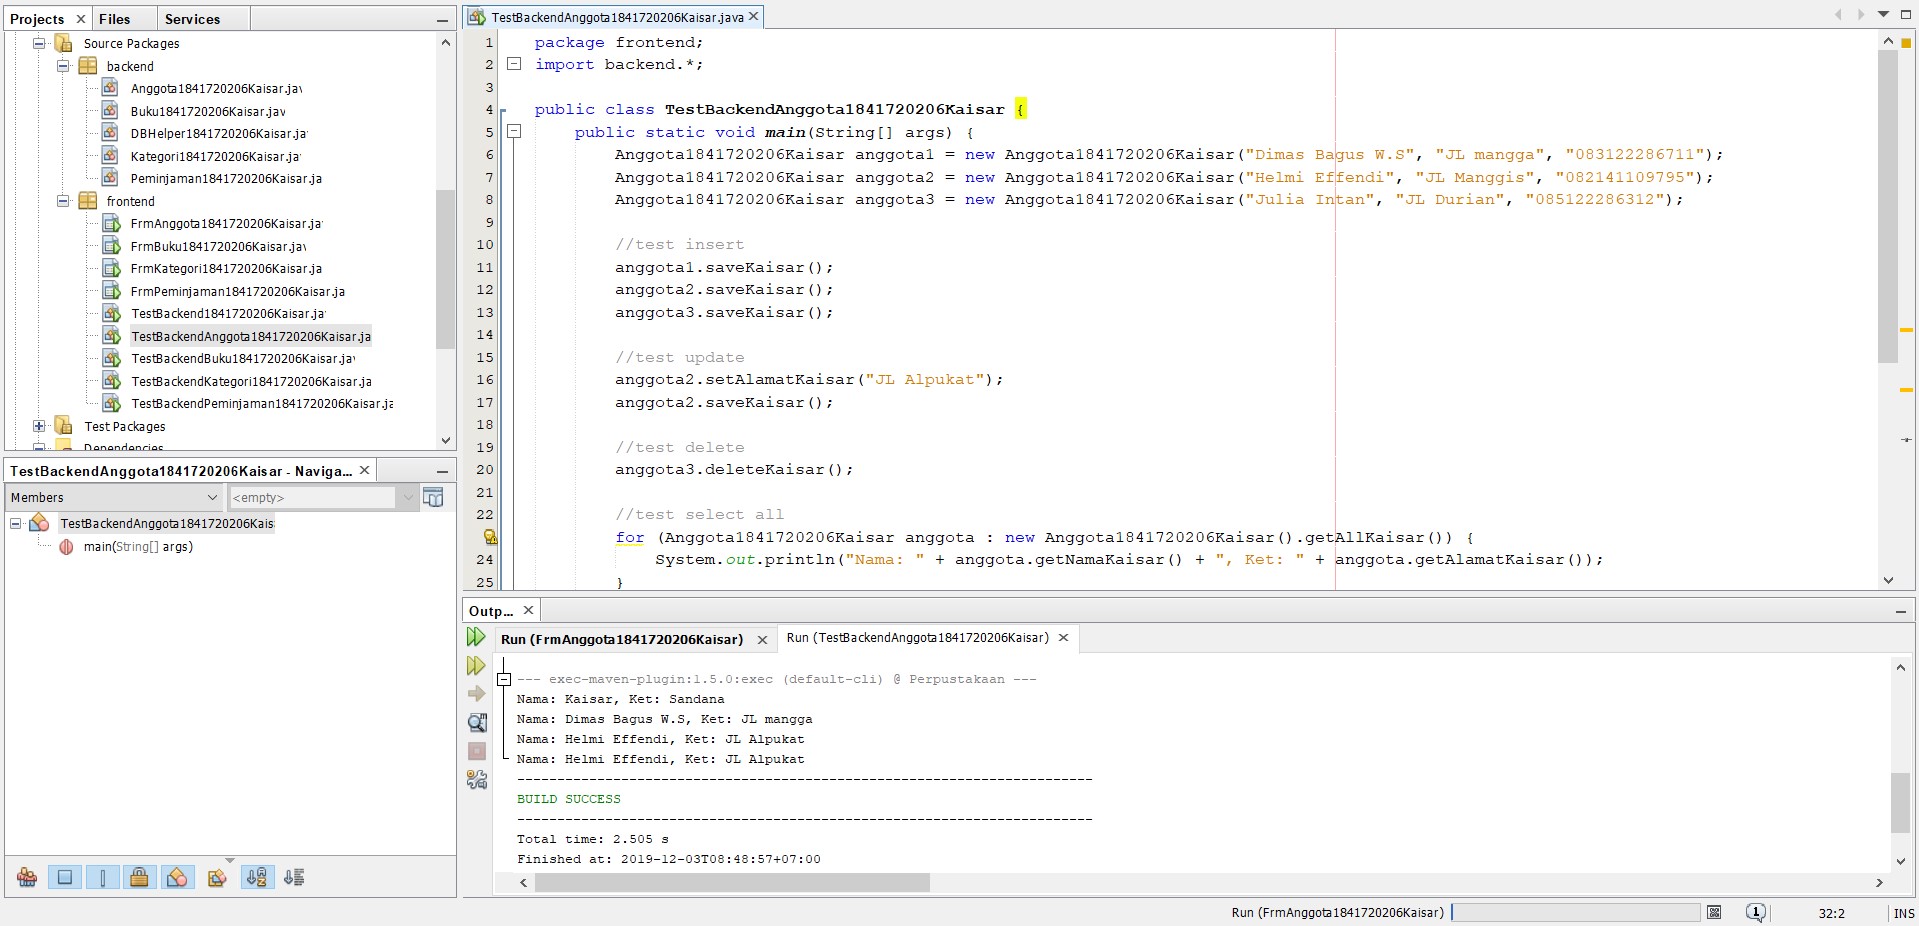 Projects
Files
Services
Source Packages
backend
Anggota1841720206Kaisar.jav
Buku1841720206Kaisar.jav
DBHelper1841720206Kaisar.ja
Kategori1841720206Kaisar.ja
Peminjaman1841720206Kaisar.ja
frontend
FrmAnggota1841720206Kaisar.ja
FrmBuku1841720206Kaisar.jav
FrmKategori1841720206Kaisar.ja
FrmPeminjaman1841720206Kaisar.ja
TestBackend1841720206Kaisar.ja
TestBackendAnggota1841720206Kaisar.ja
TestBackendBuku1841720206Kaisar.jav
TestBackendKategori1841720206Kaisar.ja
TestBackendPeminjaman1841720206Kaisar.ja
Test Packages
Dependencies
TestBackendAnggota1841720206Kaisar - Naviga...
Members
<empty>
TestBackendAnggota1841720206Kais
main(String[] args)
TestBackendAnggota1841720206Kaisar.java
1 package frontend;
2 import backend.*;
3
4 public class TestBackendAnggota1841720206Kaisar {
5 public static void main(String[] args) {
6 Anggota1841720206Kaisar anggota1 = new Anggota1841720206Kaisar("Dimas Bagus W.S", "JL mangga", "083122286711");
7 Anggota1841720206Kaisar anggota2 = new Anggota1841720206Kaisar("Helmi Effendi", "JL Manggis", "082141109795");
8 Anggota1841720206Kaisar anggota3 = new Anggota1841720206Kaisar("Julia Intan", "JL Durian", "085122286312");
9
10 //test insert
11 anggota1.saveKaisar();
12 anggota2.saveKaisar();
13 anggota3.saveKaisar();
14
15 //test update
16 anggota2.setAlamatKaisar("JL Alpukat");
17 anggota2.saveKaisar();
18
19 //test delete
20 anggota3.deleteKaisar();
21
22 //test select all
for (Anggota1841720206Kaisar anggota : new Anggota1841720206Kaisar().getAllKaisar()) {
24 System.out.println("Nama: " + anggota.getNamaKaisar() + ", Ket: " + anggota.getAlamatKaisar());
25 }
Outp...
Run (FrmAnggota1841720206Kaisar)
Run (TestBackendAnggota1841720206Kaisar)
--- exec-maven-plugin:1.5.0:exec (default-cli) @ Perpustakaan ---
Nama: Kaisar, Ket: Sandana
Nama: Dimas Bagus W.S, Ket: JL mangga
Nama: Helmi Effendi, Ket: JL Alpukat
Nama: Helmi Effendi, Ket: JL Alpukat
------------------------------------------------------------------------
BUILD SUCCESS
------------------------------------------------------------------------
Total time: 2.505 s
Finished at: 2019-12-03T08:48:57+07:00
Run (FrmAnggota1841720206Kaisar)
1
32:2
INS